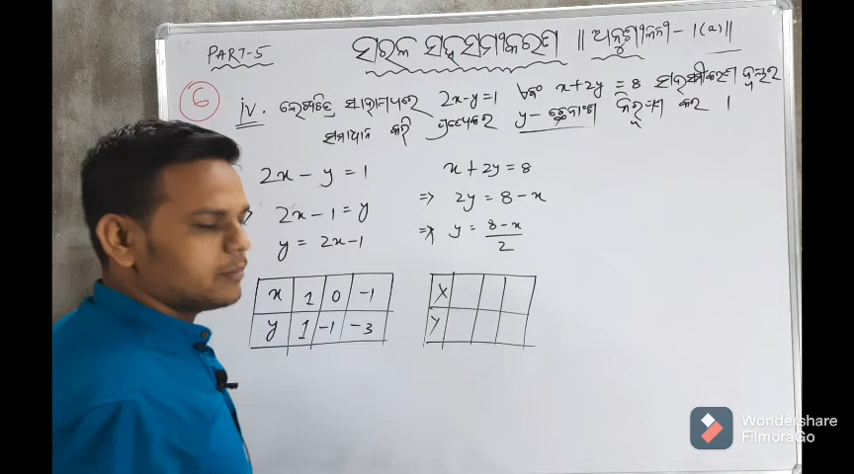 PART-5
ସରଳ ସହସମୀକରଣ || ଅନୁଶୀଳନୀ - 1(a) ||
6
iv. ଲେଖଚିତ୍ର ସାହାଯ୍ୟରେ 2x-y=1 ଏବଂ x+2y=8 ସହସମୀକରଣ ଦ୍ୱୟର
ସମାଧାନ କରି ପ୍ରତ୍ୟେକର y-ଛେଦାଂଶ ନିରୂପଣ କର ।
2x - y = 1
2x - 1 = y
y = 2x-1
x + 2y = 8
=> 2y = 8 - x
=> y = 8-x / 2
x 1 0 -1
y 1 -1 -3
X
Y
Wondershare
FilmoraGo